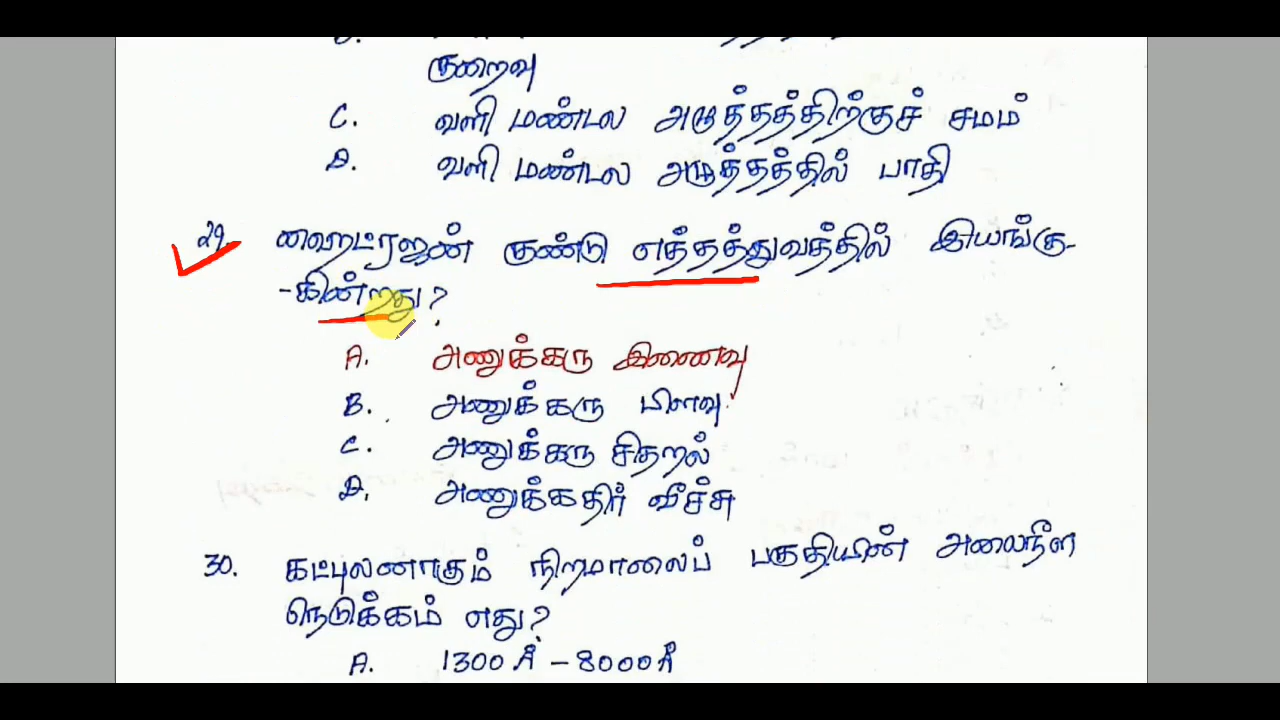 குறைவு
C. வளி மண்டல அழுத்தத்திற்குச் சமம்
D. வளி மண்டல அழுத்தத்தில் பாதி
29. ஹைட்ரஜன் குண்டு எத்தத்துவத்தில் இயங்கு-
-கின்றது?
A. அணுக்கரு இணைவு
B. அணுக்கரு பிளவு
C. அணுக்கரு சிதறல்
D. அணுக்கதிர் வீச்சு
30. கட்புலனாகும் நிறமாலைப் பகுதியின் அலைநீள
நெடுக்கம் எது?
A. 1300 Å – 8000 Å